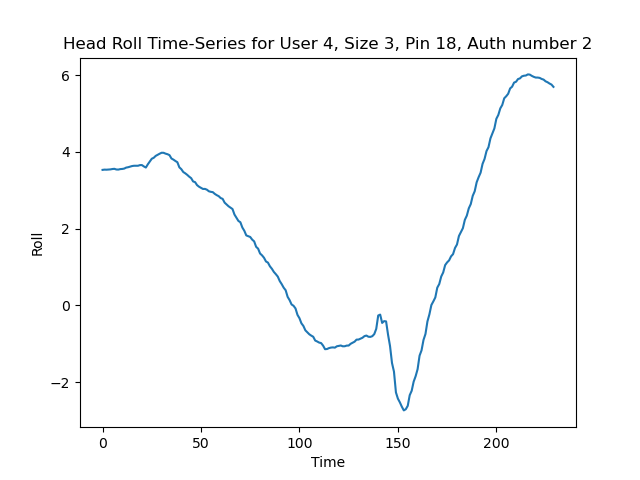 Head Roll Time-Series for User 4, Size 3, Pin 18, Auth number 2
6
4
2
0
−2
Roll
0 50 100 150 200
Time